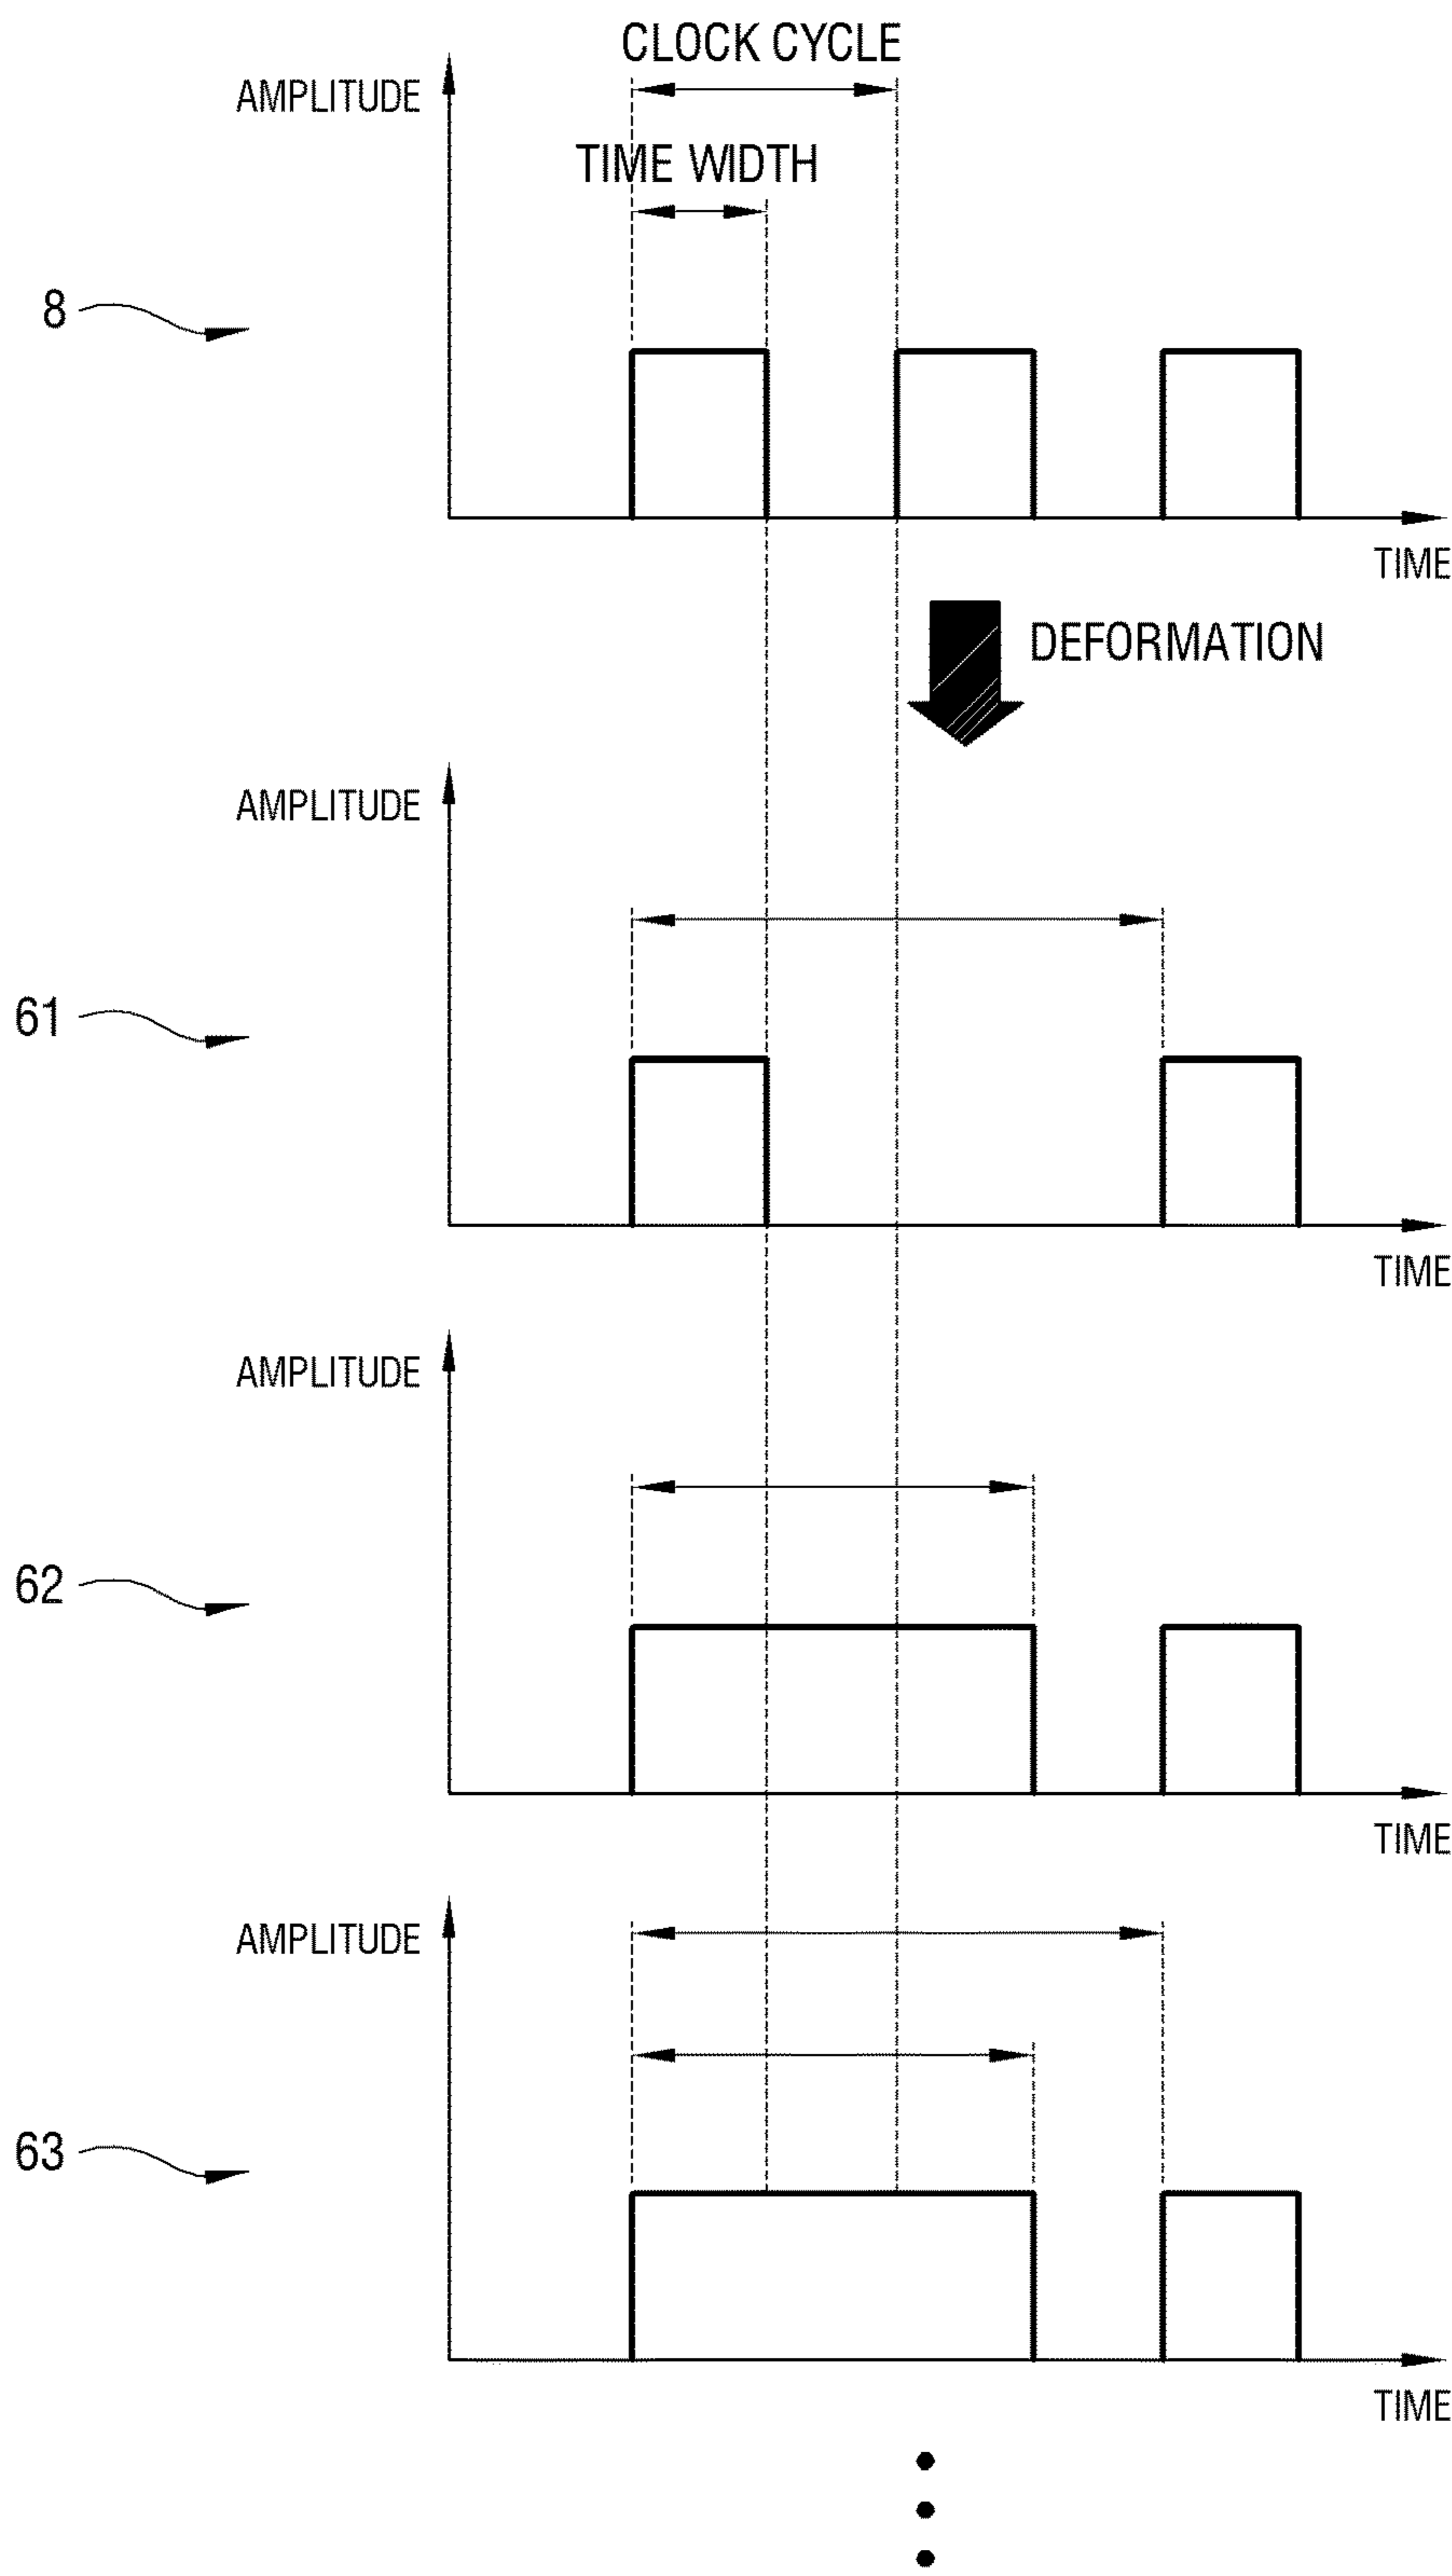 CLOCK CYCLE
AMPLITUDE
TIME WIDTH
8
TIME
DEFORMATION
AMPLITUDE
61
TIME
AMPLITUDE
62
TIME
AMPLITUDE
63
TIME